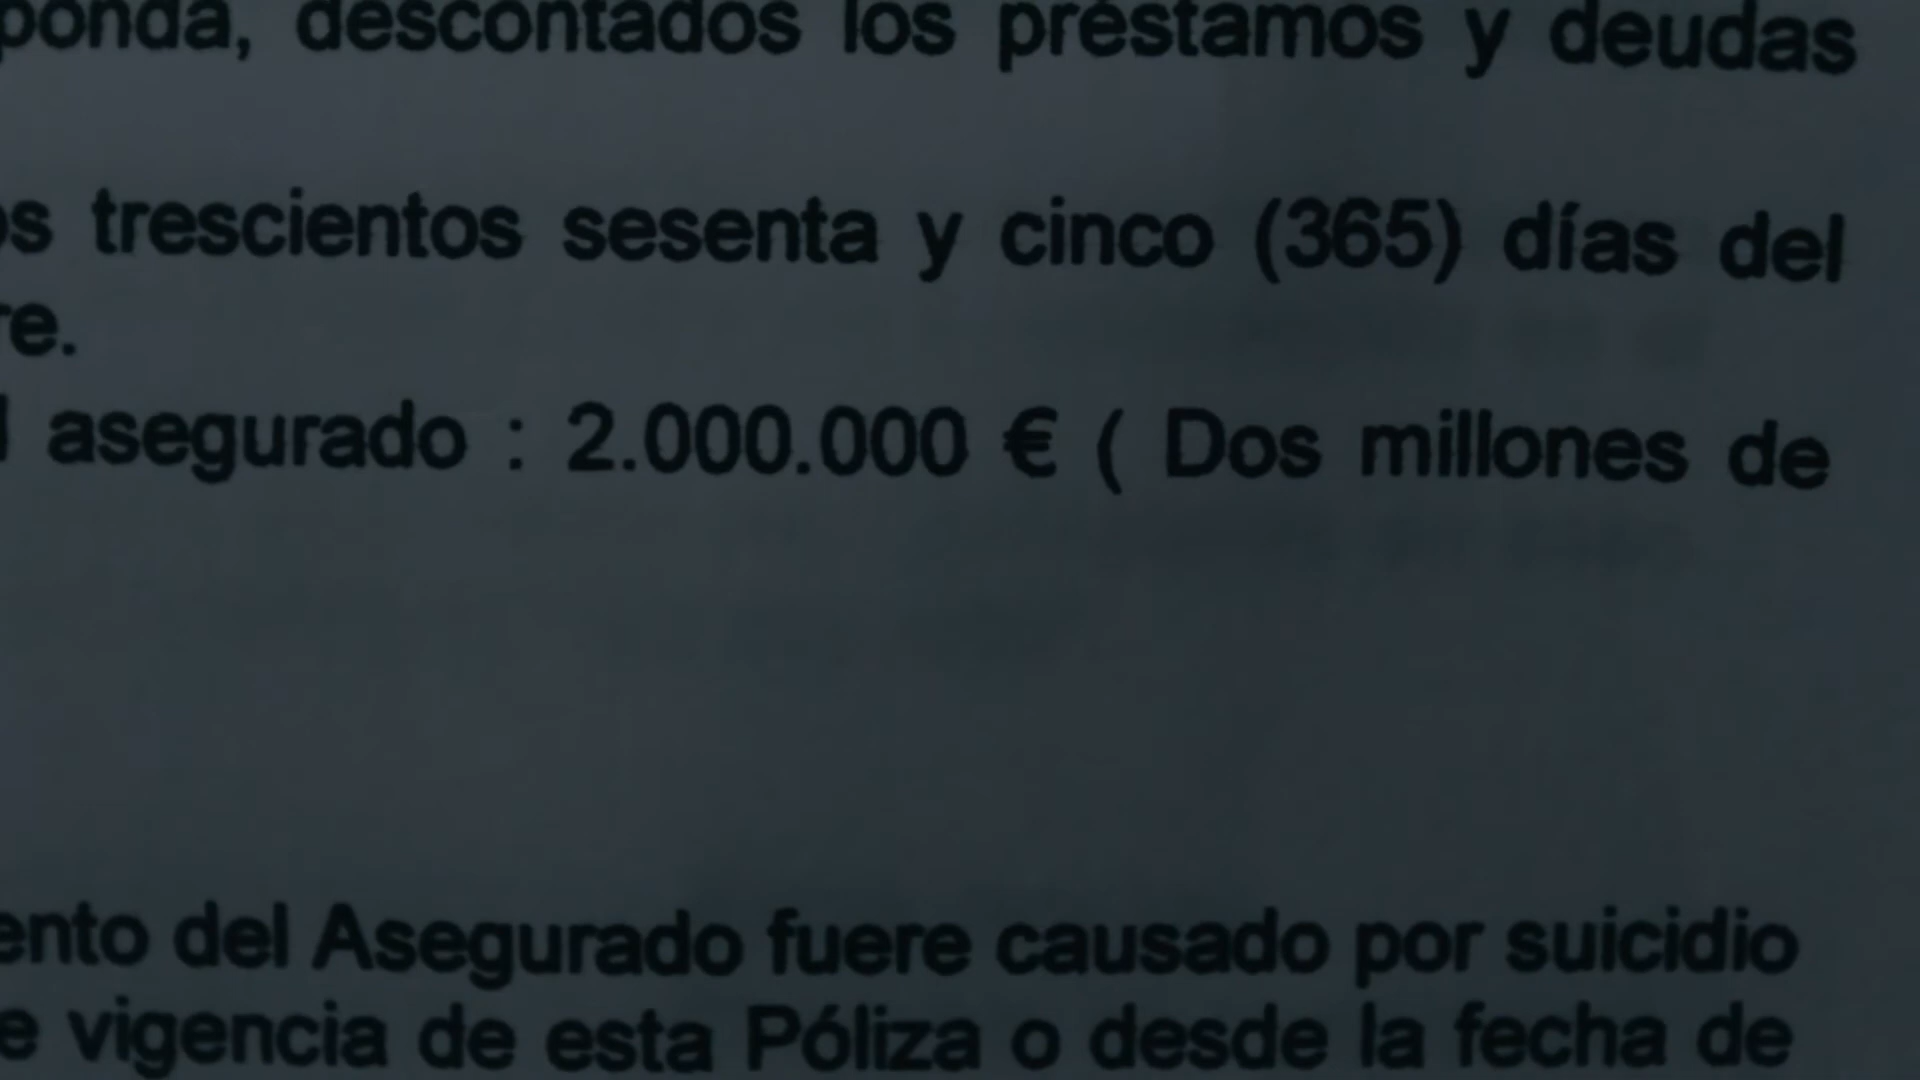 ponda, descontados los préstamos y deudas
os trescientos sesenta y cinco (365) días del
re.
l asegurado : 2.000.000 € ( Dos millones de
ento del Asegurado fuere causado por suicidio
e vigencia de esta Póliza o desde la fecha de